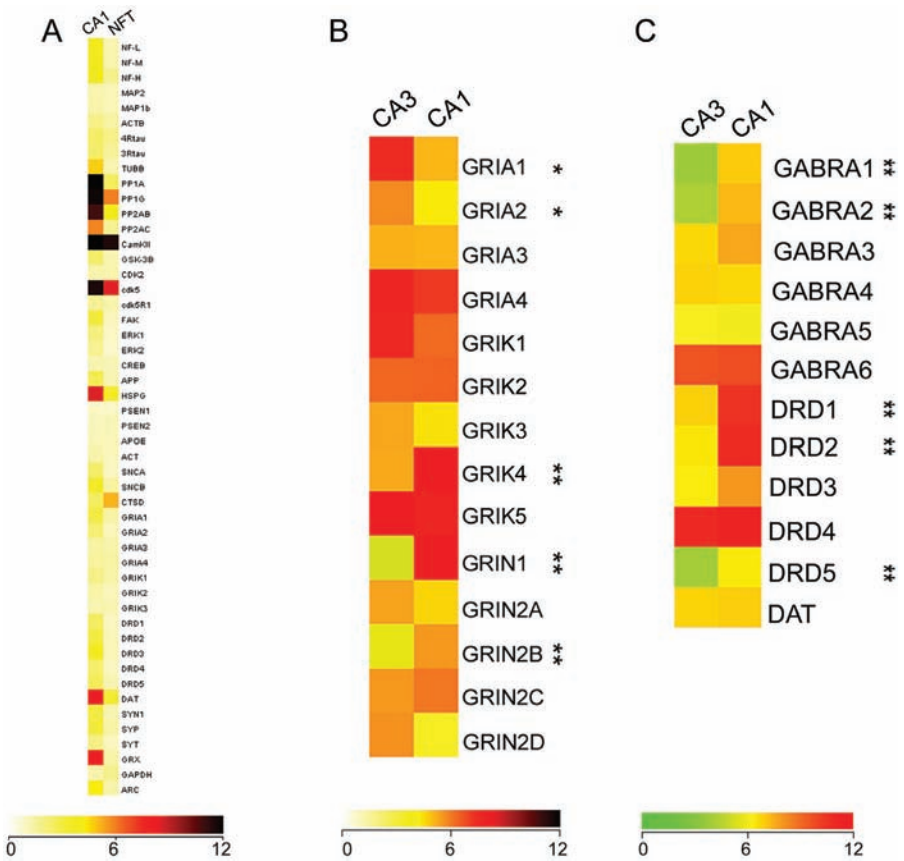 A
CA1 NFT
NF-L
NF-M
NF-H
MAP2
MAP1b
ACTB
4Rtau
3Rtau
TUBB
PP1A
PP1G
PP2AB
PP2AC
CamKII
GSK-3B
CDK2
cdk5
cdk5R1
FAK
ERK1
ERK2
CREB
APP
HSPG
PSEN1
PSEN2
APOE
ACT
SNCA
SNCB
CTSD
GRIA1
GRIA2
GRIA3
GRIA4
GRIK1
GRIK2
GRIK3
DRD1
DRD2
DRD3
DRD4
DRD5
DAT
SYN1
SYP
SYT
GRX
GAPDH
ARC
0 6 12
B
CA3 CA1
GRIA1 *
GRIA2 *
GRIA3
GRIA4
GRIK1
GRIK2
GRIK3
GRIK4 **
GRIK5
GRIN1 **
GRIN2A
GRIN2B **
GRIN2C
GRIN2D
0 6 12
C
CA3 CA1
GABRA1 **
GABRA2 **
GABRA3
GABRA4
GABRA5
GABRA6
DRD1 **
DRD2 **
DRD3
DRD4
DRD5 **
DAT
0 6 12